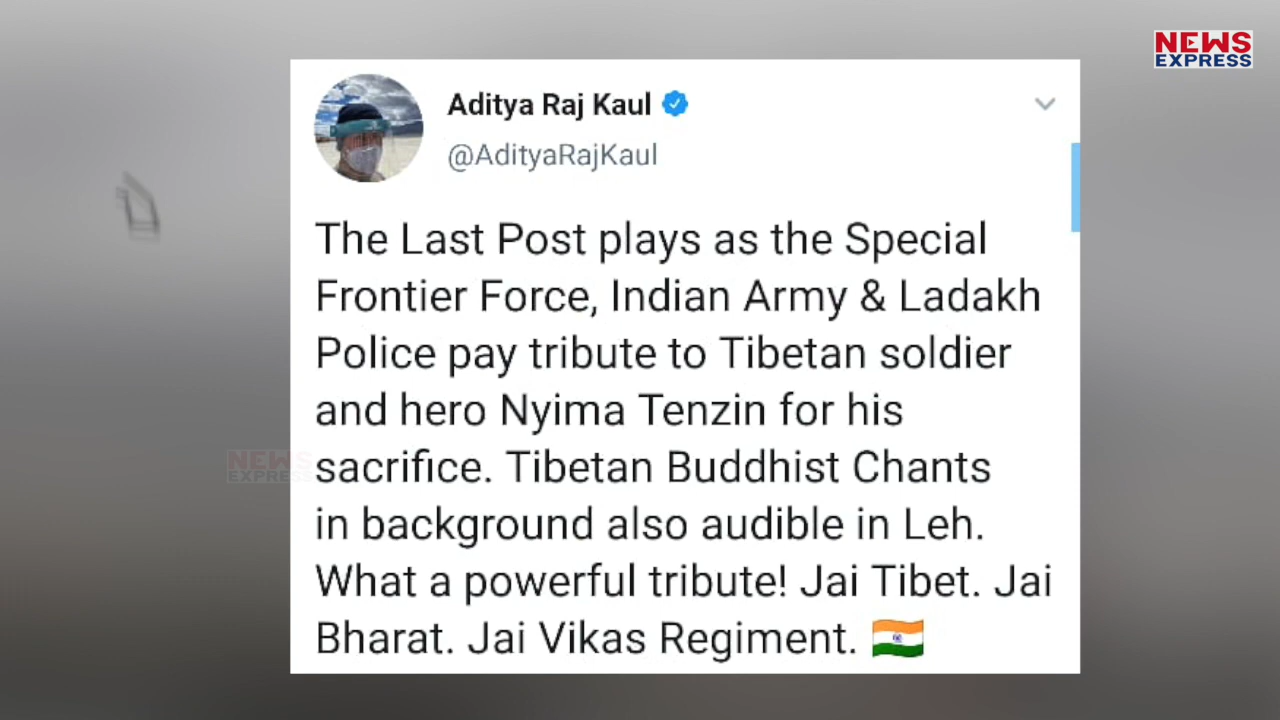 NEWS
EXPRESS
Aditya Raj Kaul
@AdityaRajKaul
The Last Post plays as the Special
Frontier Force, Indian Army & Ladakh
Police pay tribute to Tibetan soldier
and hero Nyima Tenzin for his
sacrifice. Tibetan Buddhist Chants
in background also audible in Leh.
What a powerful tribute! Jai Tibet. Jai
Bharat. Jai Vikas Regiment. 🇮🇳
NEWS
EXPRESS